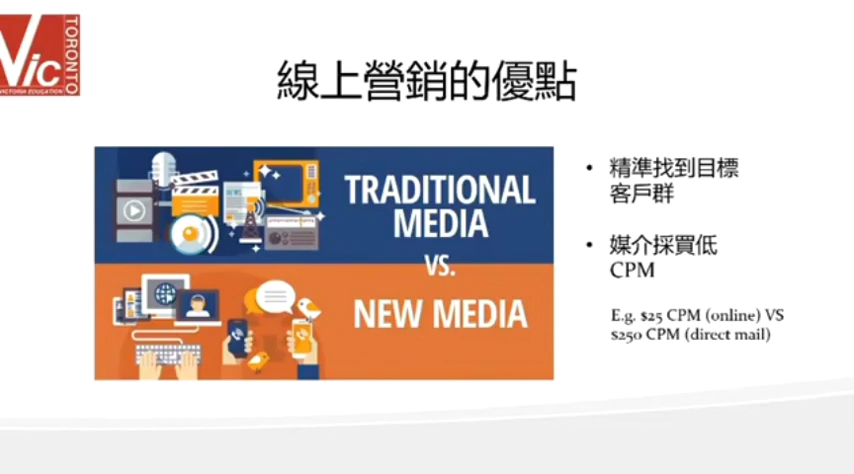 Vic
TORONTO
VICTORIA EDUCATION
線上營銷的優點
NEWS
TRADITIONAL
MEDIA
VS.
NEW MEDIA
• 精準找到目標
客戶群
• 媒介採買低
CPM
E.g. $25 CPM (online) VS
$250 CPM (direct mail)